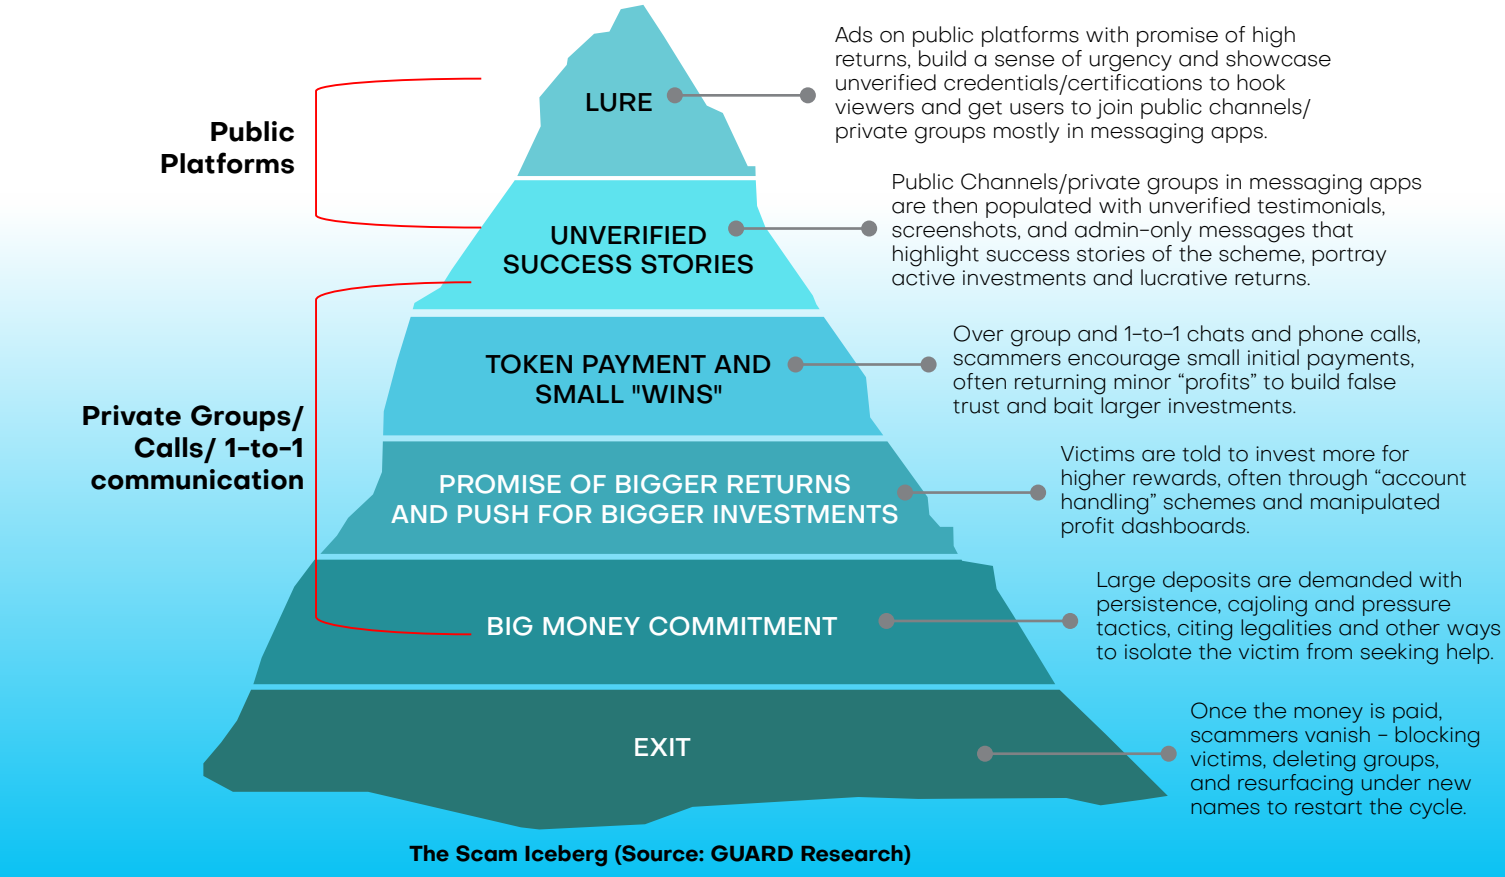 LURE
Ads on public platforms with promise of high
returns, build a sense of urgency and showcase
unverified credentials/certifications to hook
viewers and get users to join public channels/
private groups mostly in messaging apps.
Public
Platforms
UNVERIFIED
SUCCESS STORIES
Public Channels/private groups in messaging apps
are then populated with unverified testimonials,
screenshots, and admin-only messages that
highlight success stories of the scheme, portray
active investments and lucrative returns.
TOKEN PAYMENT AND
SMALL "WINS"
Over group and 1-to-1 chats and phone calls,
scammers encourage small initial payments,
often returning minor “profits” to build false
trust and bait larger investments.
Private Groups/
Calls/ 1-to-1
communication
PROMISE OF BIGGER RETURNS
AND PUSH FOR BIGGER INVESTMENTS
Victims are told to invest more for
higher rewards, often through “account
handling” schemes and manipulated
profit dashboards.
BIG MONEY COMMITMENT
Large deposits are demanded with
persistence, cajoling and pressure
tactics, citing legalities and other ways
to isolate the victim from seeking help.
EXIT
Once the money is paid,
scammers vanish – blocking
victims, deleting groups,
and resurfacing under new
names to restart the cycle.
The Scam Iceberg (Source: GUARD Research)